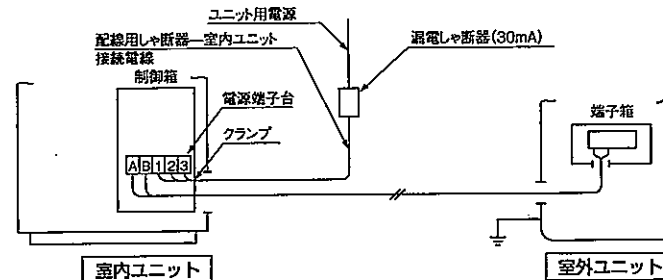 ユニット用電源
配線用しゃ断器—室内ユニット
接続電線
漏電しゃ断器(30mA)
制御箱
電源端子台
クランプ
A B 1 2 3
端子箱
室内ユニット
室外ユニット